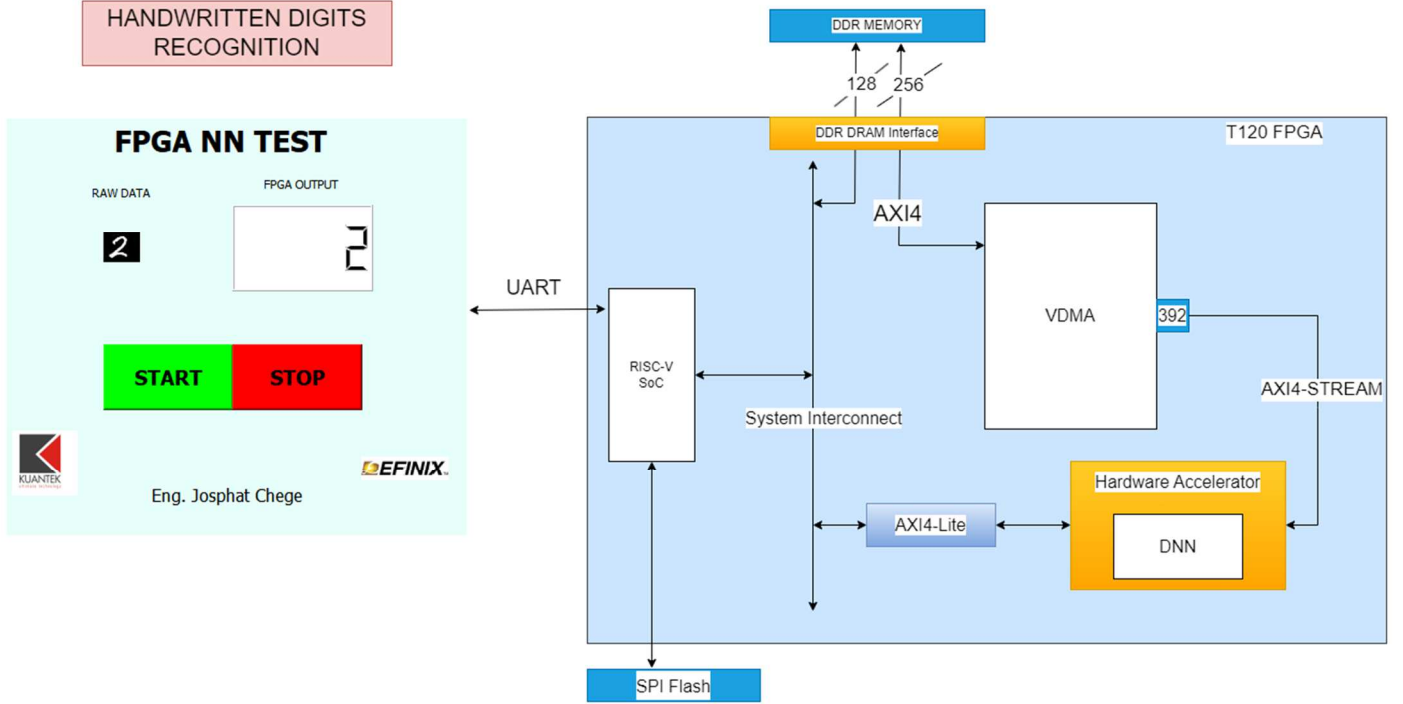 HANDWRITTEN DIGITS
RECOGNITION
FPGA NN TEST
RAW DATA
FPGA OUTPUT
2
2
START
STOP
KUANTEK
EFINIX
Eng. Josphat Chege
UART
DDR MEMORY
128
256
DDR DRAM Interface
T120 FPGA
AXI4
VDMA
392
RISC-V
SoC
System Interconnect
AXI4-STREAM
Hardware Accelerator
DNN
AXI4-Lite
SPI Flash